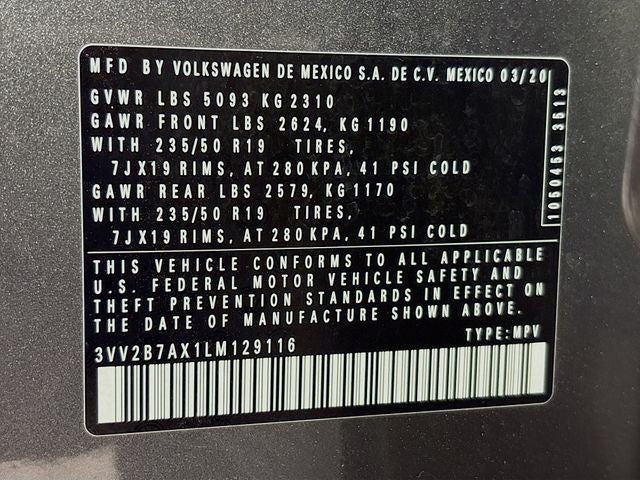 MFD BY VOLKSWAGEN DE MEXICO S.A. DE C.V. MEXICO 03/20
GVWR LBS 5093 KG 2310
GAWR FRONT LBS 2624, KG 1190
WITH 235/50 R19 TIRES,
7JX19 RIMS, AT 280 KPA, 41 PSI COLD
GAWR REAR LBS 2579, KG 1170
WITH 235/50 R19 TIRES,
7JX19 RIMS, AT 280 KPA, 41 PSI COLD
1050453 3513
THIS VEHICLE CONFORMS TO ALL APPLICABLE
U.S. FEDERAL MOTOR VEHICLE SAFETY AND
THEFT PREVENTION STANDARDS IN EFFECT ON
THE DATE OF MANUFACTURE SHOWN ABOVE.
3VV2B7AX1LM129116 TYPE:MPV